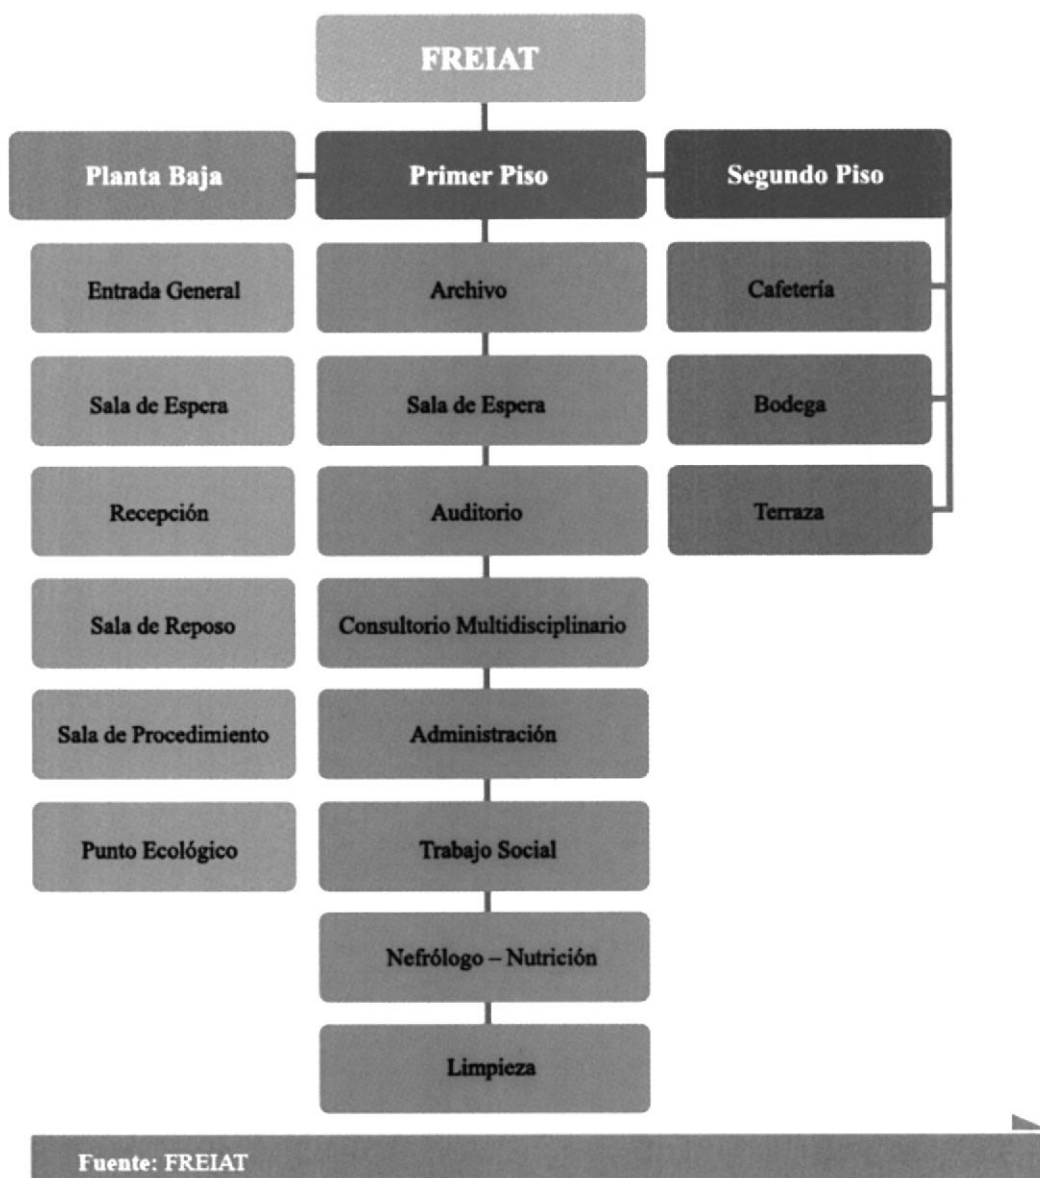 FREIAT
Planta Baja
Primer Piso
Segundo Piso
Entrada General
Archivo
Cafetería
Sala de Espera
Sala de Espera
Bodega
Recepción
Auditorio
Terraza
Sala de Reposo
Consultorio Multidisciplinario
Sala de Procedimiento
Administración
Punto Ecológico
Trabajo Social
Nefrólogo – Nutrición
Limpieza
Fuente: FREIAT